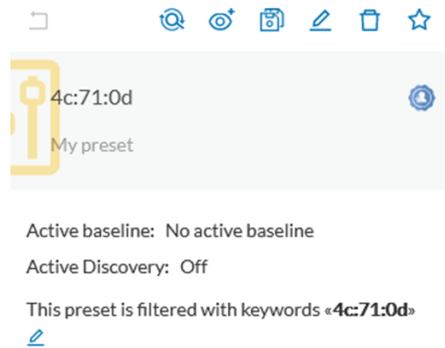 4c:71:0d
My preset
Active baseline: No active baseline
Active Discovery: Off
This preset is filtered with keywords «4c:71:0d»